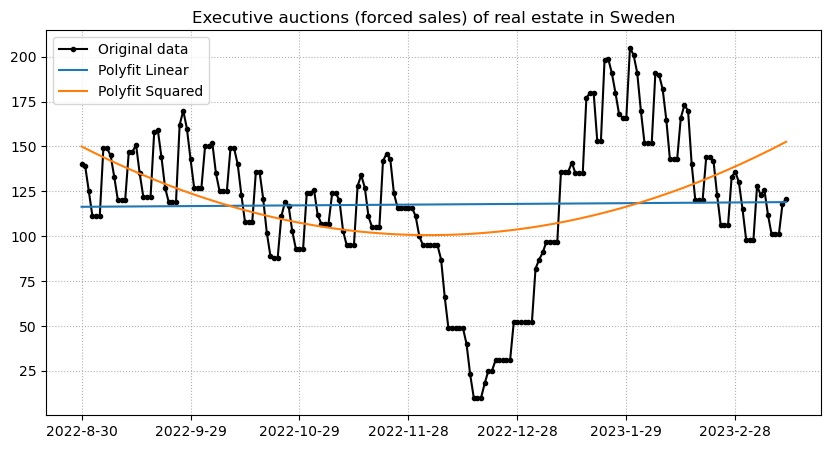 Executive auctions (forced sales) of real estate in Sweden
Original data
Polyfit Linear
Polyfit Squared
200
175
150
125
100
75
50
25
2022-8-30 2022-9-29 2022-10-29 2022-11-28 2022-12-28 2023-1-29 2023-2-28